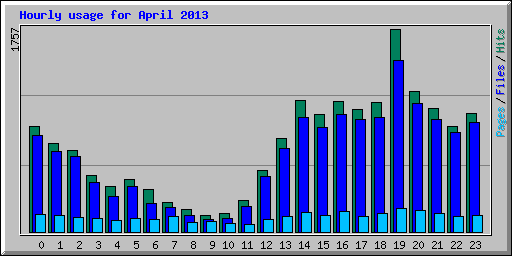 Hourly usage for April 2013
1757
Pages / Files / Hits
0 1 2 3 4 5 6 7 8 9 10 11 12 13 14 15 16 17 18 19 20 21 22 23